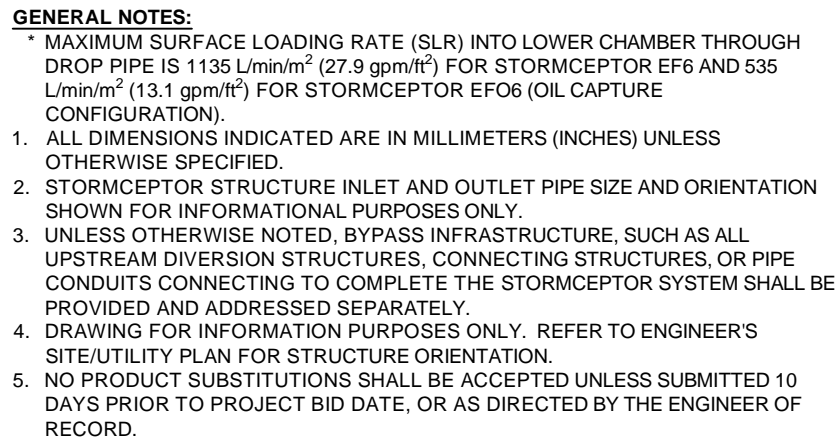 GENERAL NOTES:
* MAXIMUM SURFACE LOADING RATE (SLR) INTO LOWER CHAMBER THROUGH
DROP PIPE IS 1135 L/min/m² (27.9 gpm/ft²) FOR STORMCEPTOR EF6 AND 535
L/min/m² (13.1 gpm/ft²) FOR STORMCEPTOR EFO6 (OIL CAPTURE
CONFIGURATION).
1. ALL DIMENSIONS INDICATED ARE IN MILLIMETERS (INCHES) UNLESS
OTHERWISE SPECIFIED.
2. STORMCEPTOR STRUCTURE INLET AND OUTLET PIPE SIZE AND ORIENTATION
SHOWN FOR INFORMATIONAL PURPOSES ONLY.
3. UNLESS OTHERWISE NOTED, BYPASS INFRASTRUCTURE, SUCH AS ALL
UPSTREAM DIVERSION STRUCTURES, CONNECTING STRUCTURES, OR PIPE
CONDUITS CONNECTING TO COMPLETE THE STORMCEPTOR SYSTEM SHALL BE
PROVIDED AND ADDRESSED SEPARATELY.
4. DRAWING FOR INFORMATION PURPOSES ONLY. REFER TO ENGINEER'S
SITE/UTILITY PLAN FOR STRUCTURE ORIENTATION.
5. NO PRODUCT SUBSTITUTIONS SHALL BE ACCEPTED UNLESS SUBMITTED 10
DAYS PRIOR TO PROJECT BID DATE, OR AS DIRECTED BY THE ENGINEER OF
RECORD.